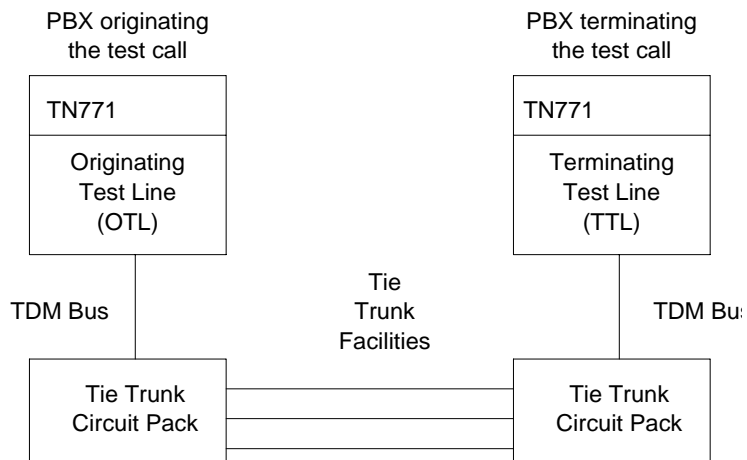 PBX originating
the test call
PBX terminating
the test call
TN771
TN771
Originating
Test Line
(OTL)
Terminating
Test Line
(TTL)
TDM Bus
Tie
Trunk
Facilities
TDM Bus
Tie Trunk
Circuit Pack
Tie Trunk
Circuit Pack